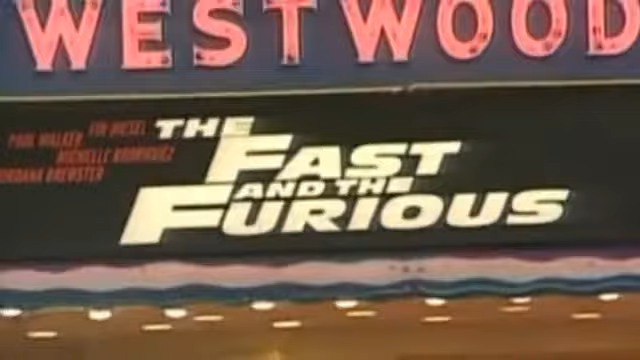 WESTWOOD
VIN DIESEL
PAUL WALKER
MICHELLE RODRIGUEZ
JORDANA BREWSTER
THE
FAST
AND THE
FURIOUS